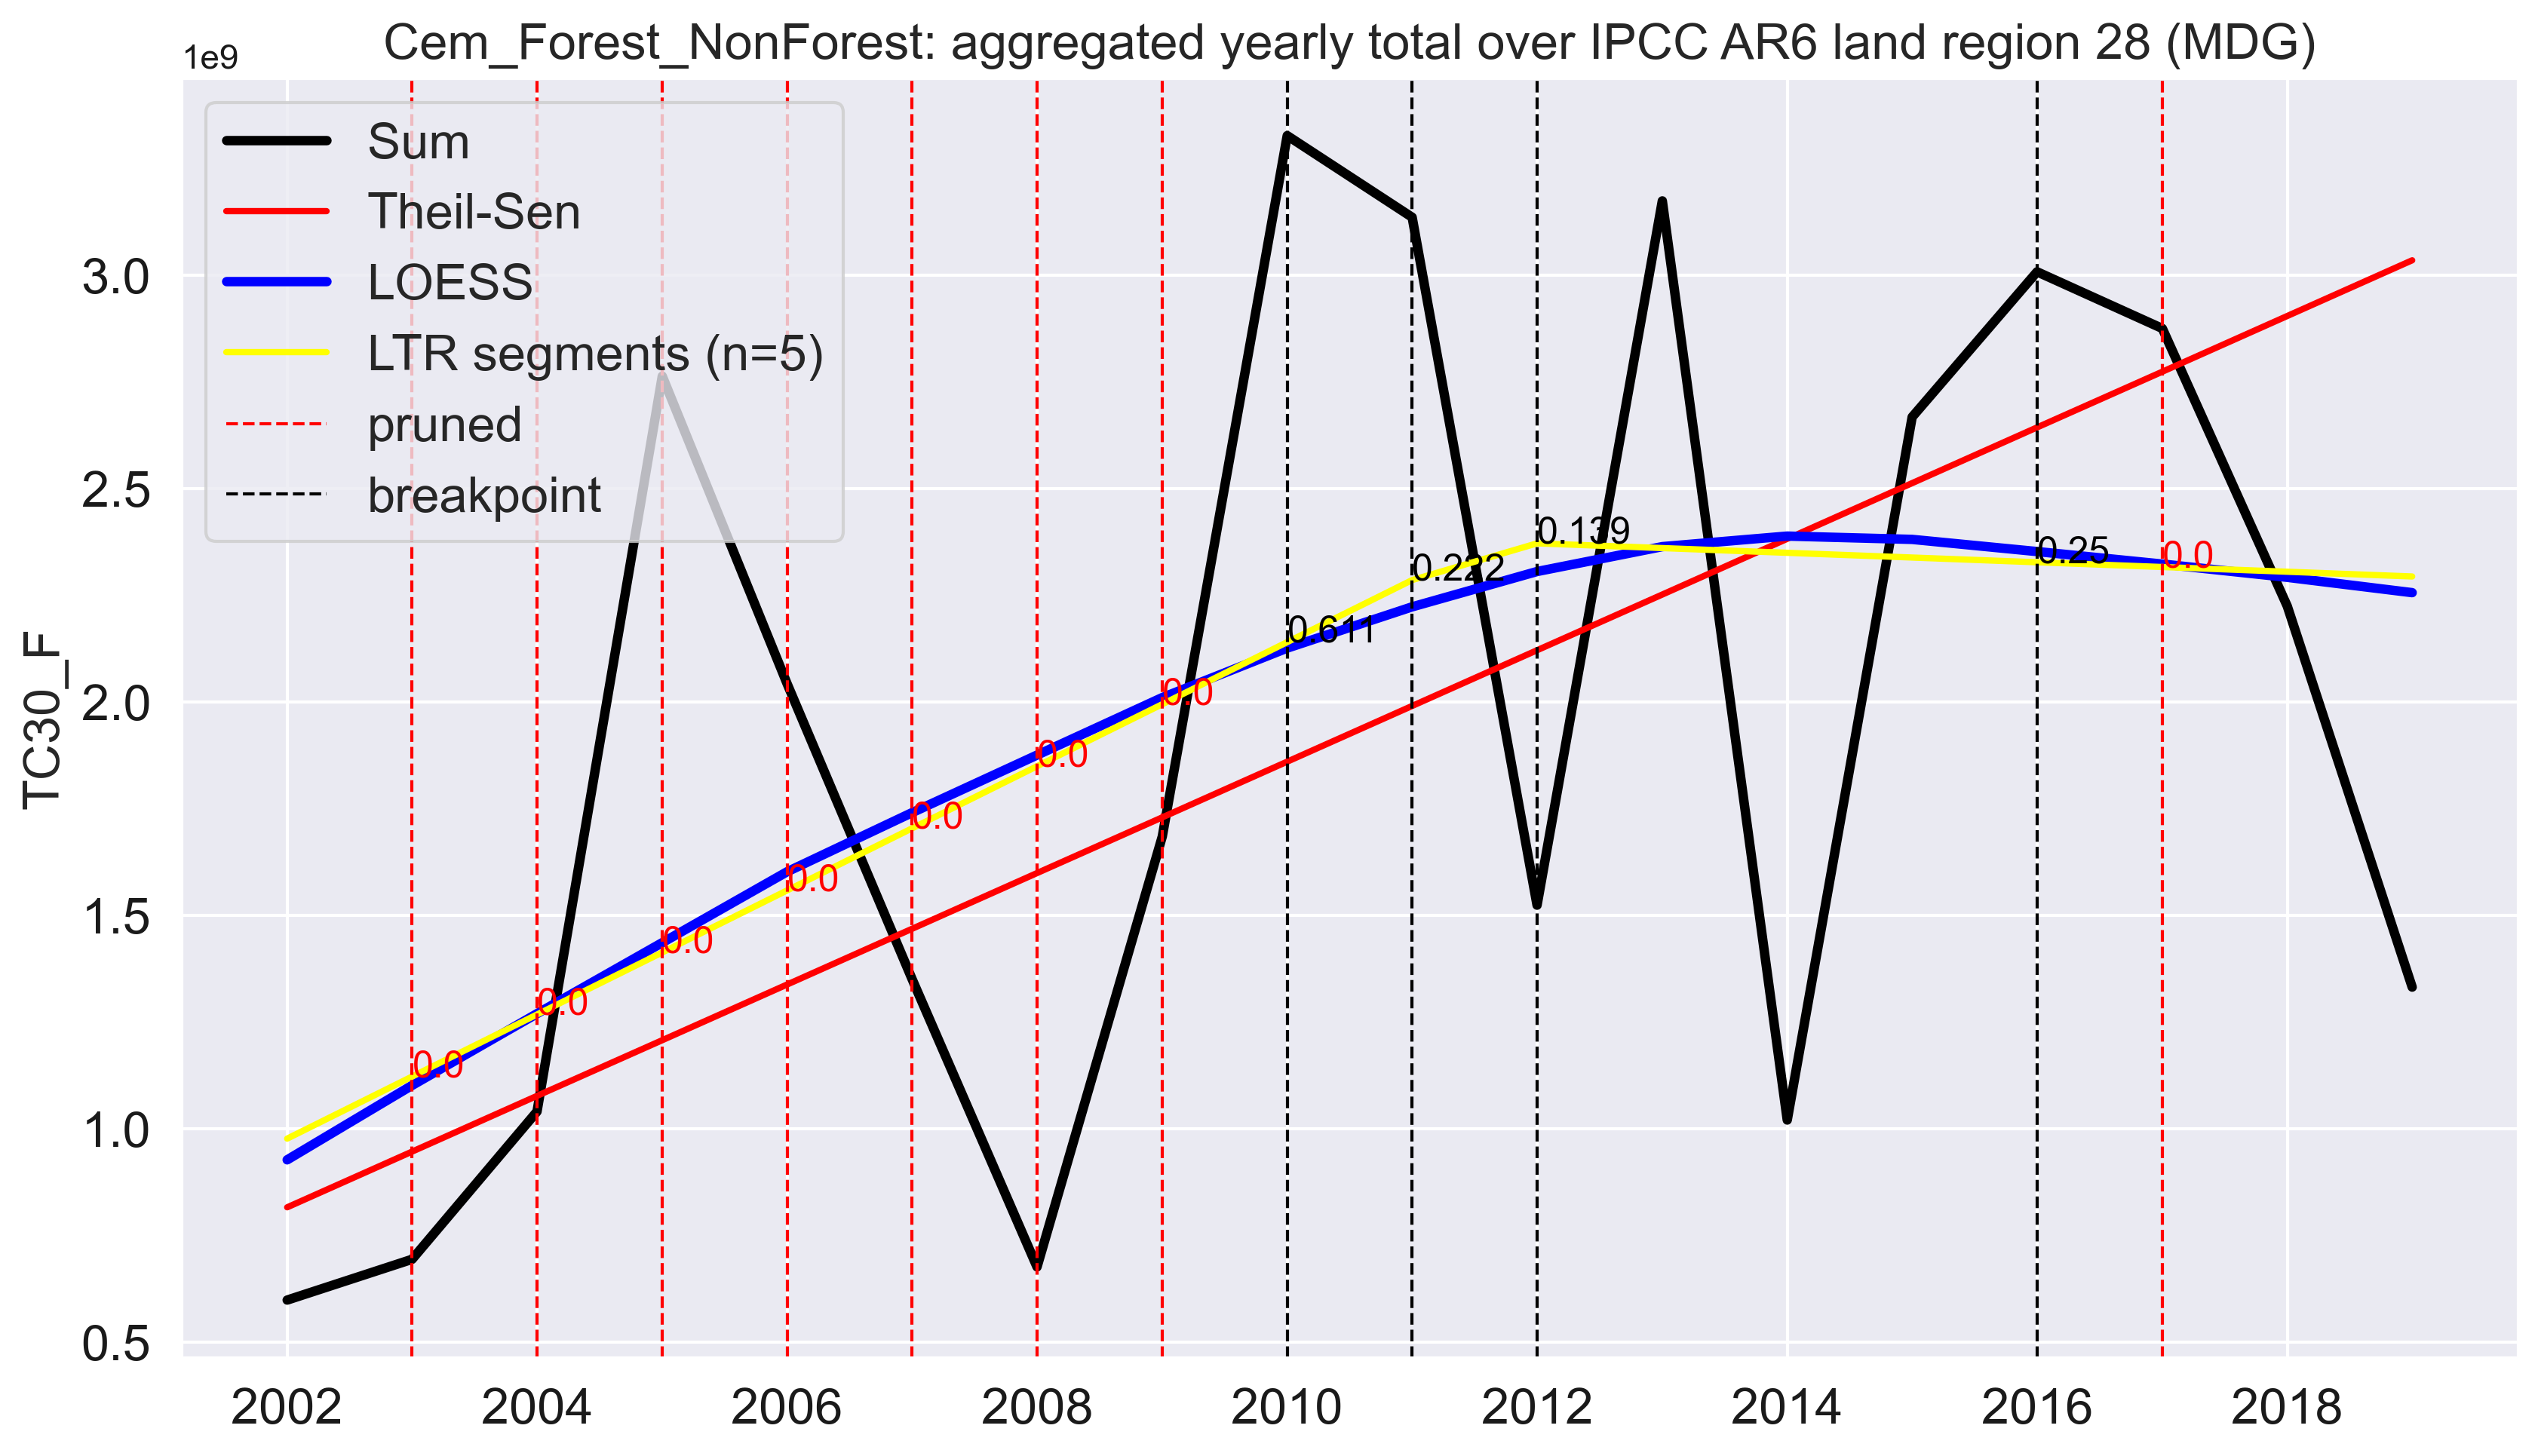 Cem_Forest_NonForest: aggregated yearly total over IPCC AR6 land region 28 (MDG)
1e9
Sum
Theil-Sen
LOESS
LTR segments (n=5)
pruned
breakpoint
TC30_F
3.0
2.5
2.0
1.5
1.0
0.5
0.0
0.0
0.0
0.0
0.0
0.0
0.0
0.611
0.222
0.139
0.25
0.0
2002 2004 2006 2008 2010 2012 2014 2016 2018